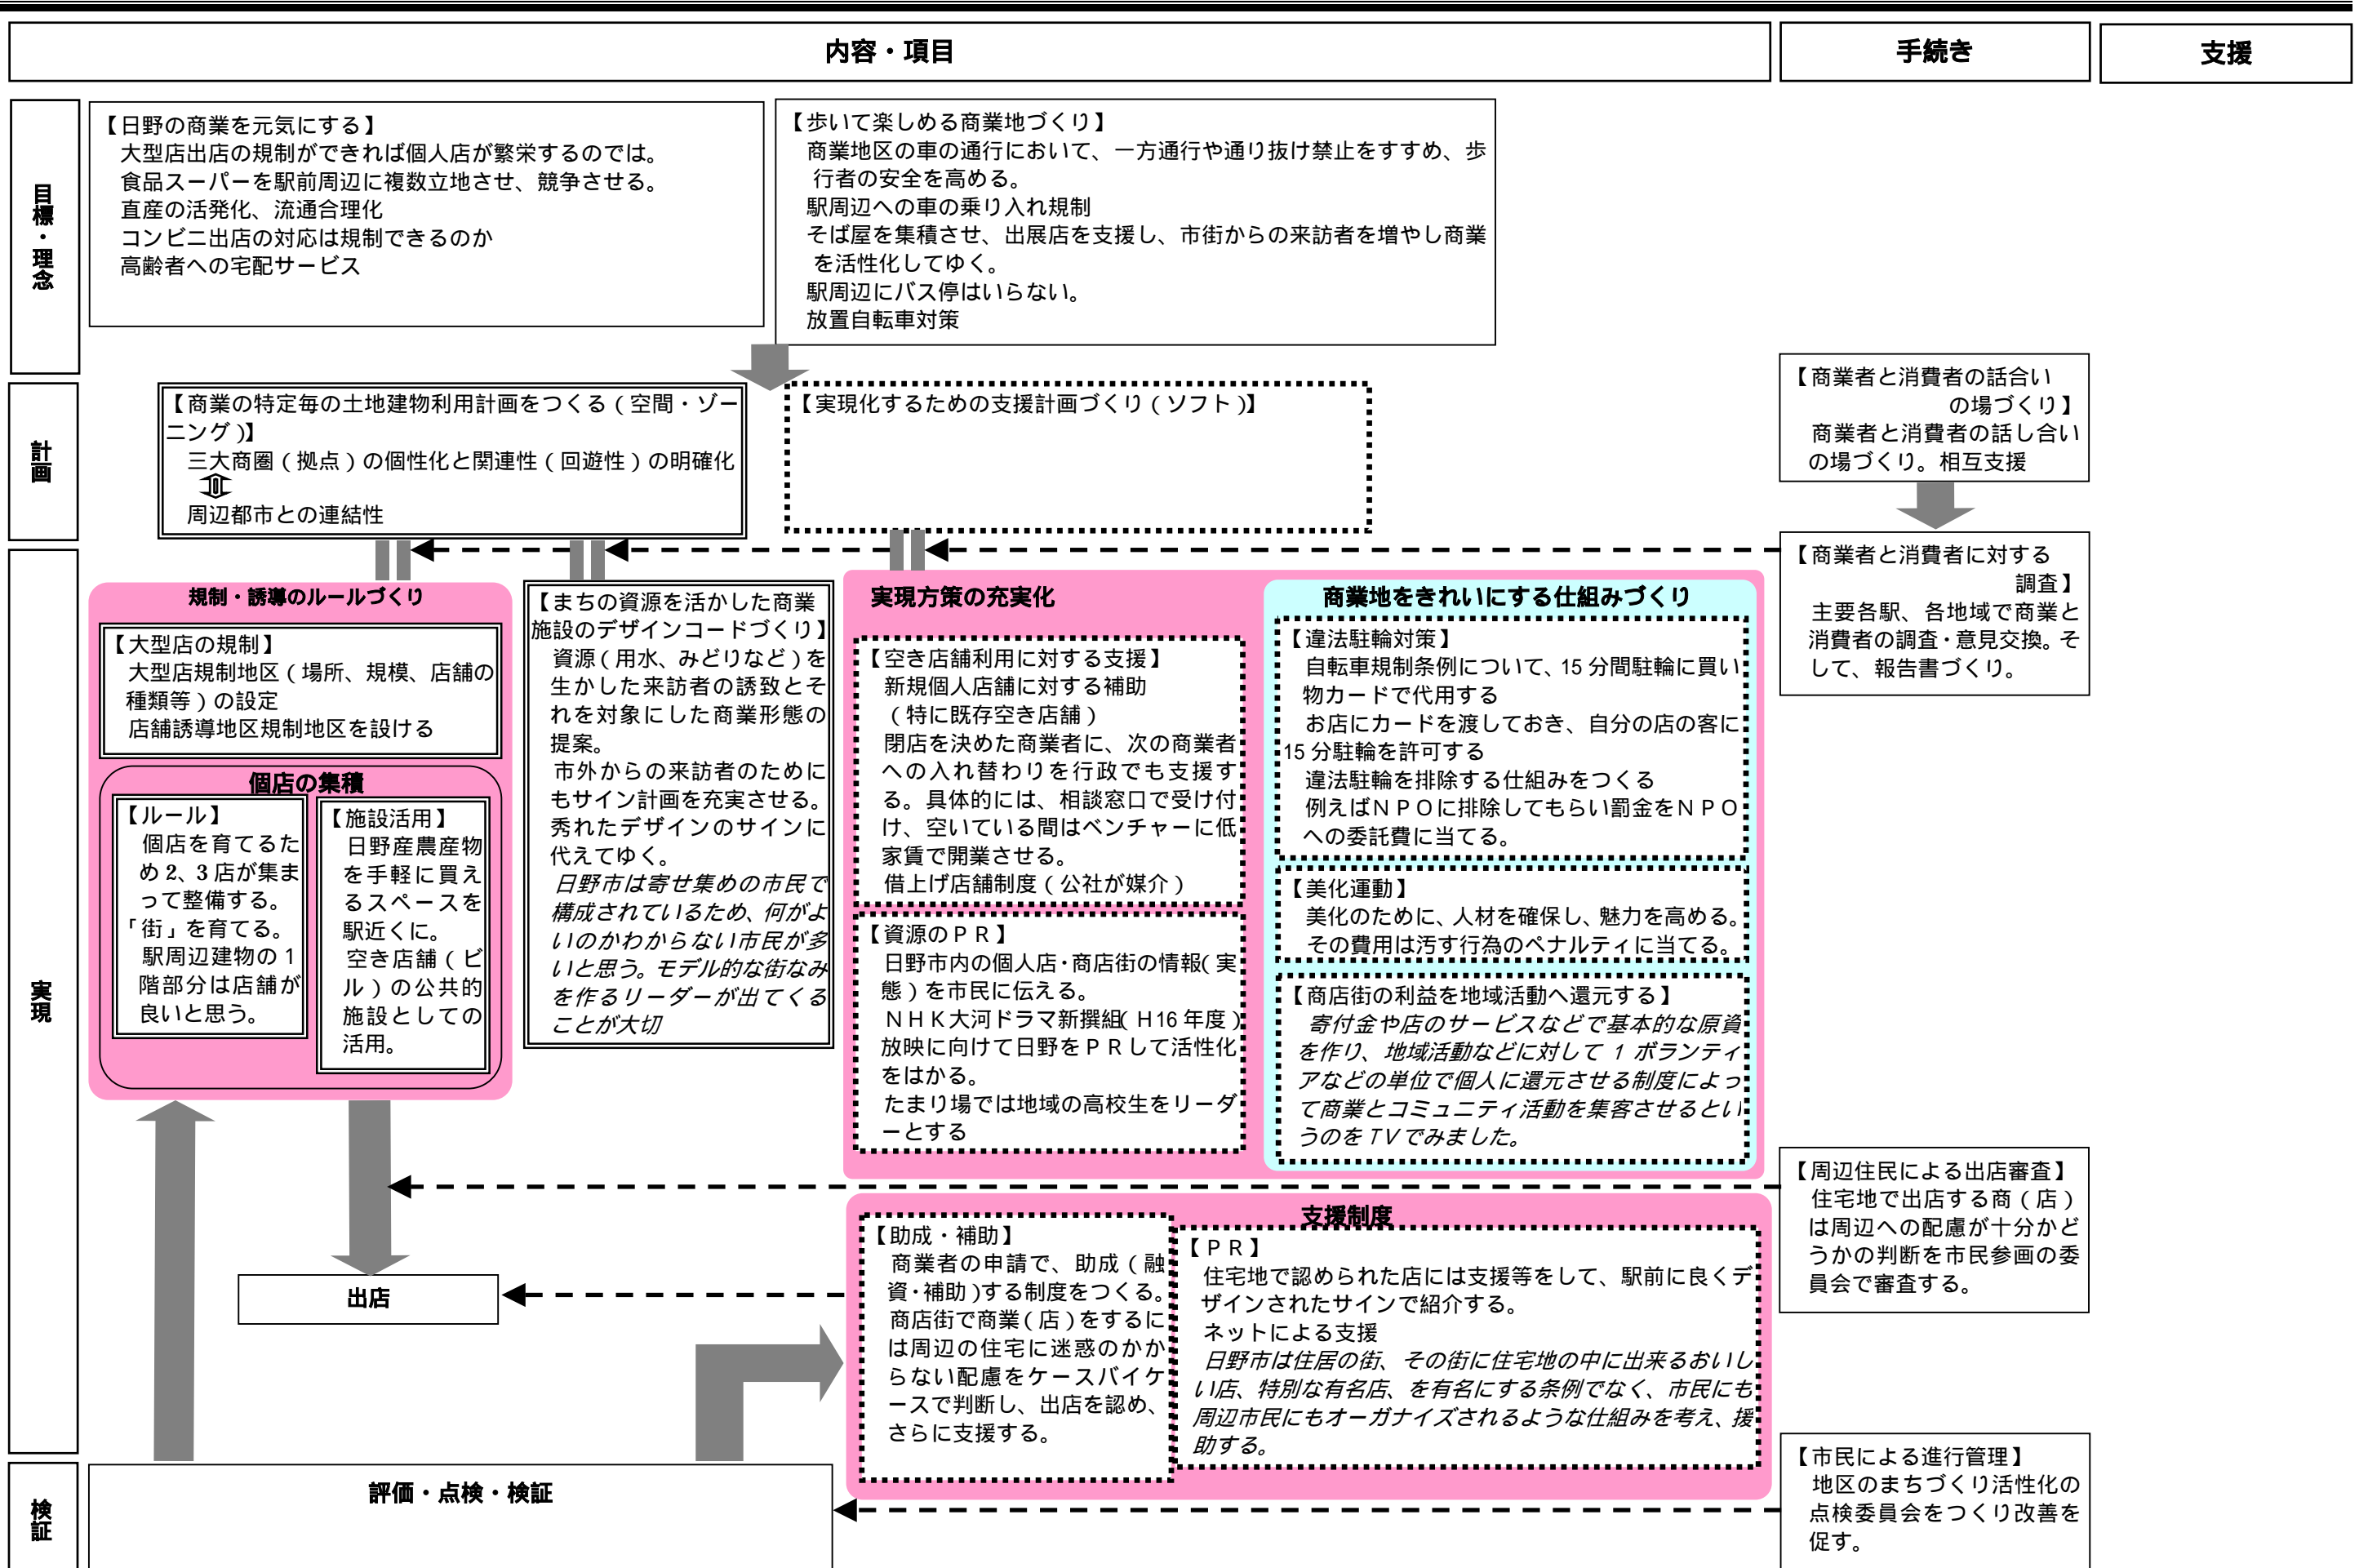 内容・項目
手続き
支援
目標・理念
【日野の商業を元気にする】
大型店出店の規制ができれば個人店が繁栄するのでは。
食品スーパーを駅前周辺に複数立地させ、競争させる。
直産の活発化、流通合理化
コンビニ出店の対応は規制できるのか
高齢者への宅配サービス
【歩いて楽しめる商業地づくり】
商業地区の車の通行において、一方通行や通り抜け禁止をすすめ、歩
行者の安全を高める。
駅周辺への車の乗り入れ規制
そば屋を集積させ、出展店を支援し、市街からの来訪者を増やし商業
を活性化してゆく。
駅周辺にバス停はいらない。
放置自転車対策
計画
【商業の特定毎の土地建物利用計画をつくる(空間・ゾー
ニング)】
三大商圏(拠点)の個性化と関連性(回遊性)の明確化
周辺都市との連結性
【実現化するための支援計画づくり(ソフト)】
【商業者と消費者の話合い
の場づくり】
商業者と消費者の話し合い
の場づくり。相互支援
実現
規制・誘導のルールづくり
【大型店の規制】
大型店規制地区(場所、規模、店舗の
種類等)の設定
店舗誘導地区規制地区を設ける
個店の集積
【ルール】
個店を育てるた
め2、3店が集ま
って整備する。
「街」を育てる。
駅周辺建物の1
階部分は店舗が
良いと思う。
【施設活用】
日野産農産物
を手軽に買え
るスペースを
駅近くに。
空き店舗(ビ
ル)の公共的
施設としての
活用。
【まちの資源を活かした商業
施設のデザインコードづくり】
資源(用水、みどりなど)を
生かした来訪者の誘致とそ
れを対象にした商業形態の
提案。
市外からの来訪者のために
もサイン計画を充実させる。
秀れたデザインのサインに
代えてゆく。
日野市は寄せ集めの市民で
構成されているため、何がよ
いのかわからない市民が多
いと思う。モデル的な街なみ
を作るリーダーが出てくる
ことが大切
実現方策の充実化
【空き店舗利用に対する支援】
新規個人店舗に対する補助
(特に既存空き店舗)
閉店を決めた商業者に、次の商業者
への入れ替わりを行政でも支援す
る。具体的には、相談窓口で受け付
け、空いている間はベンチャーに低
家賃で開業させる。
借上げ店舗制度(公社が媒介)
【資源のPR】
日野市内の個人店・商店街の情報(実
態)を市民に伝える。
NHK大河ドラマ新撰組(H16年度)
放映に向けて日野をPRして活性化
をはかる。
たまり場では地域の高校生をリーダ
ーとする
商業地をきれいにする仕組みづくり
【違法駐輪対策】
自転車規制条例について、15分間駐輪に買い
物カードで代用する
お店にカードを渡しておき、自分の店の客に
15分駐輪を許可する
違法駐輪を排除する仕組みをつくる
例えばNPOに排除してもらい罰金をNPO
への委託費に当てる。
【美化運動】
美化のために、人材を確保し、魅力を高める。
その費用は汚す行為のペナルティに当てる。
【商店街の利益を地域活動へ還元する】
寄付金や店のサービスなどで基本的な原資
を作り、地域活動などに対して1ボランティ
アなどの単位で個人に還元させる制度によっ
て商業とコミュニティ活動を集客させるとい
うのをTVでみました。
【商業者と消費者に対する
調査】
主要各駅、各地域で商業と
消費者の調査・意見交換。そ
して、報告書づくり。
【周辺住民による出店審査】
住宅地で出店する商(店)
は周辺への配慮が十分かど
うかの判断を市民参画の委
員会で審査する。
出店
支援制度
【助成・補助】
商業者の申請で、助成(融
資・補助)する制度をつくる。
商店街で商業(店)をするに
は周辺の住宅に迷惑のかか
らない配慮をケースバイケ
ースで判断し、出店を認め、
さらに支援する。
【PR】
住宅地で認められた店には支援等をして、駅前に良くデ
ザインされたサインで紹介する。
ネットによる支援
日野市は住居の街、その街に住宅地の中に出来るおいし
い店、特別な有名店、を有名にする条例でなく、市民にも
周辺市民にもオーガナイズされるような仕組みを考え、援
助する。
検証
評価・点検・検証
【市民による進行管理】
地区のまちづくり活性化の
点検委員会をつくり改善を
促す。